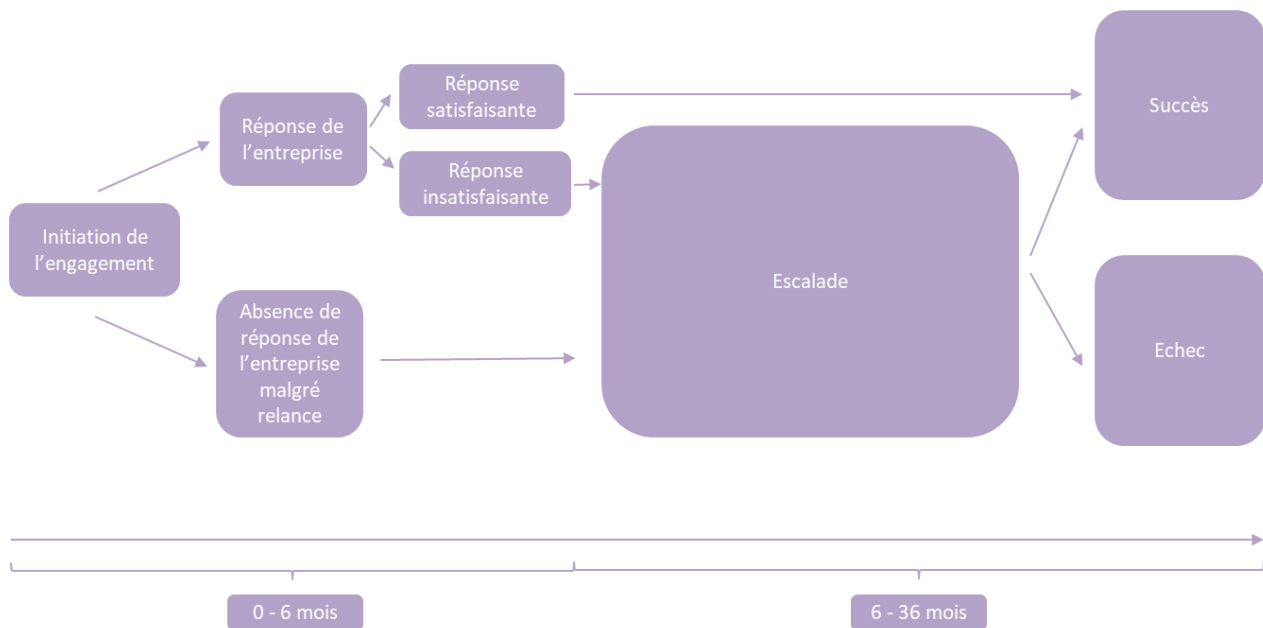 Initiation de
l'engagement
Réponse de
l'entreprise
Absence de
réponse de
l'entreprise
malgré
relance
Réponse
satisfaisante
Réponse
insatisfaisante
Escalade
Succès
Echec
0 - 6 mois
6 - 36 mois